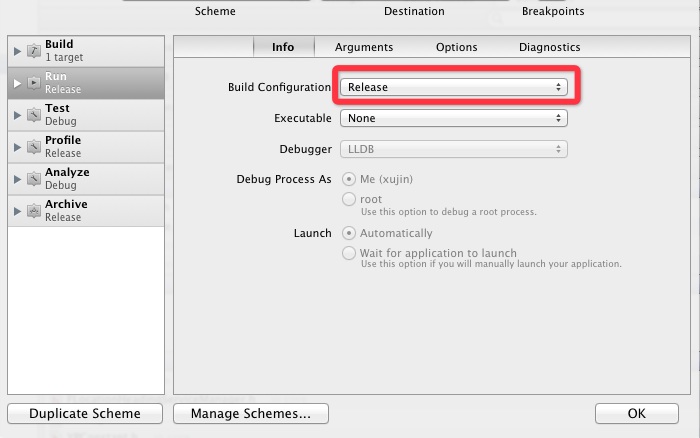 Scheme
Destination
Breakpoints
Build
1 target
Run
Release
Test
Debug
Profile
Release
Analyze
Debug
Archive
Release
Info
Arguments
Options
Diagnostics
Build Configuration
Release
Executable
None
Debugger
LLDB
Debug Process As
Me (xujin)
root
Use this option to debug a root process.
Launch
Automatically
Wait for application to launch
Use this option if you will manually launch your application.
Duplicate Scheme
Manage Schemes...
OK